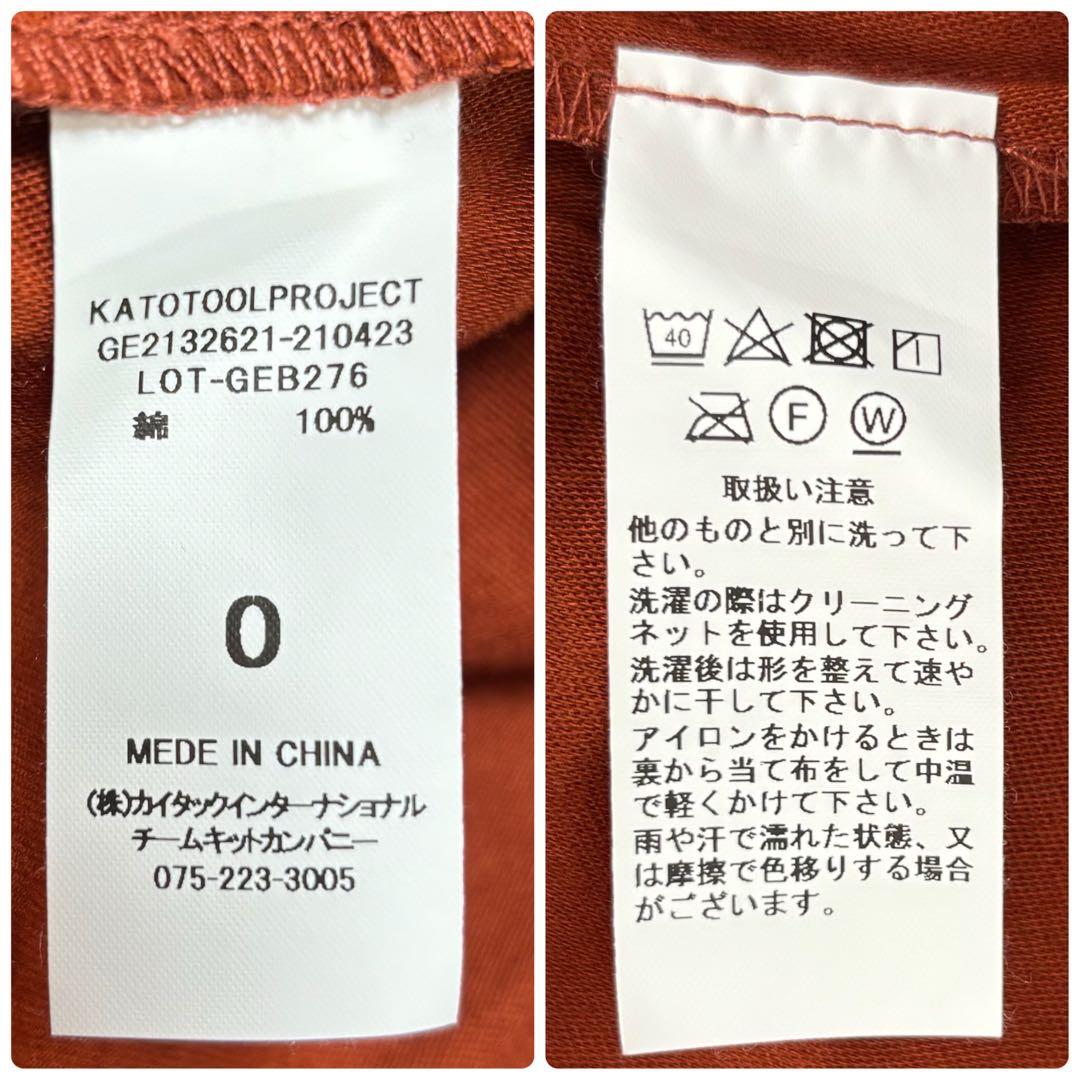 KATOTOOLPROJECT
GE2132621-210423
LOT-GEB276
綿 100%
0
MEDE IN CHINA
(株)カイタックインターナショナル
チームキットカンパニー
075-223-3005
40
F W
取扱い注意
他のものと別に洗って下
さい。
洗濯の際はクリーニング
ネットを使用して下さい。
洗濯後は形を整えて速や
かに干して下さい。
アイロンをかけるときは
裏から当て布をして中温
で軽くかけて下さい。
雨や汗で濡れた状態、又
は摩擦で色移りする場合
がございます。